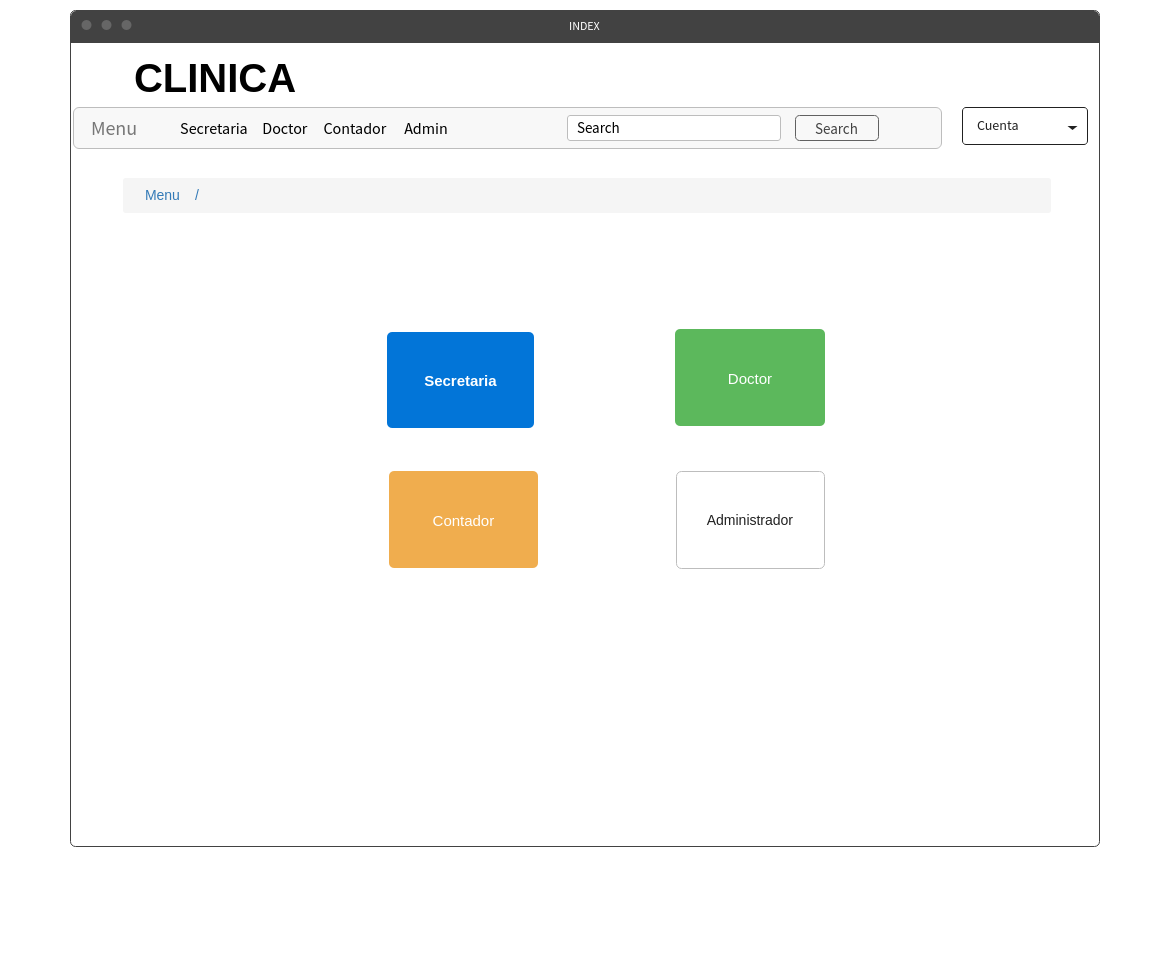 INDEX
CLINICA
Menu Secretaria Doctor Contador Admin Search Search Cuenta
Menu /
Secretaria Doctor
Contador Administrador